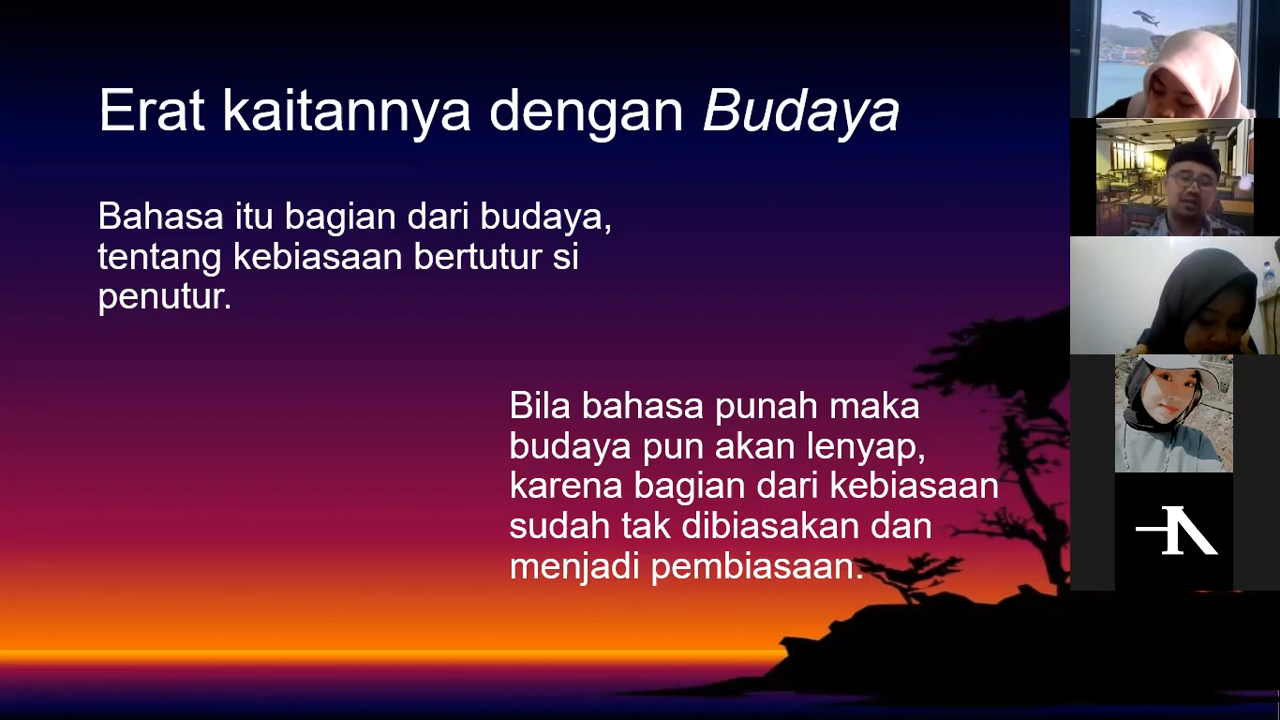 Erat kaitannya dengan Budaya
Bahasa itu bagian dari budaya,
tentang kebiasaan bertutur si
penutur.
Bila bahasa punah maka
budaya pun akan lenyap,
karena bagian dari kebiasaan
sudah tak dibiasakan dan
menjadi pembiasaan.